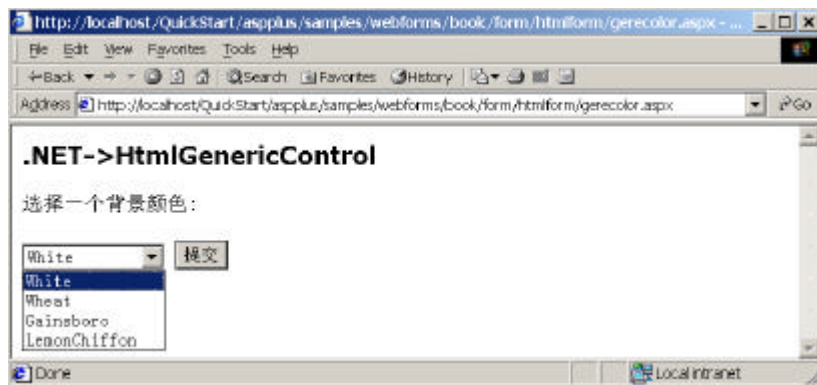 http://localhost/QuickStart/aspplus/samples/webforms/book/form/htmlform/gerecolor.aspx - ...
File Edit View Favorites Tools Help
Back Search Favorites History
Address http://localhost/QuickStart/aspplus/samples/webforms/book/form/htmlform/gerecolor.aspx Go
.NET->HtmlGenericControl
选择一个背景颜色:
White 提交
White
Wheat
Gainsboro
LemonChiffon
Done Local intranet